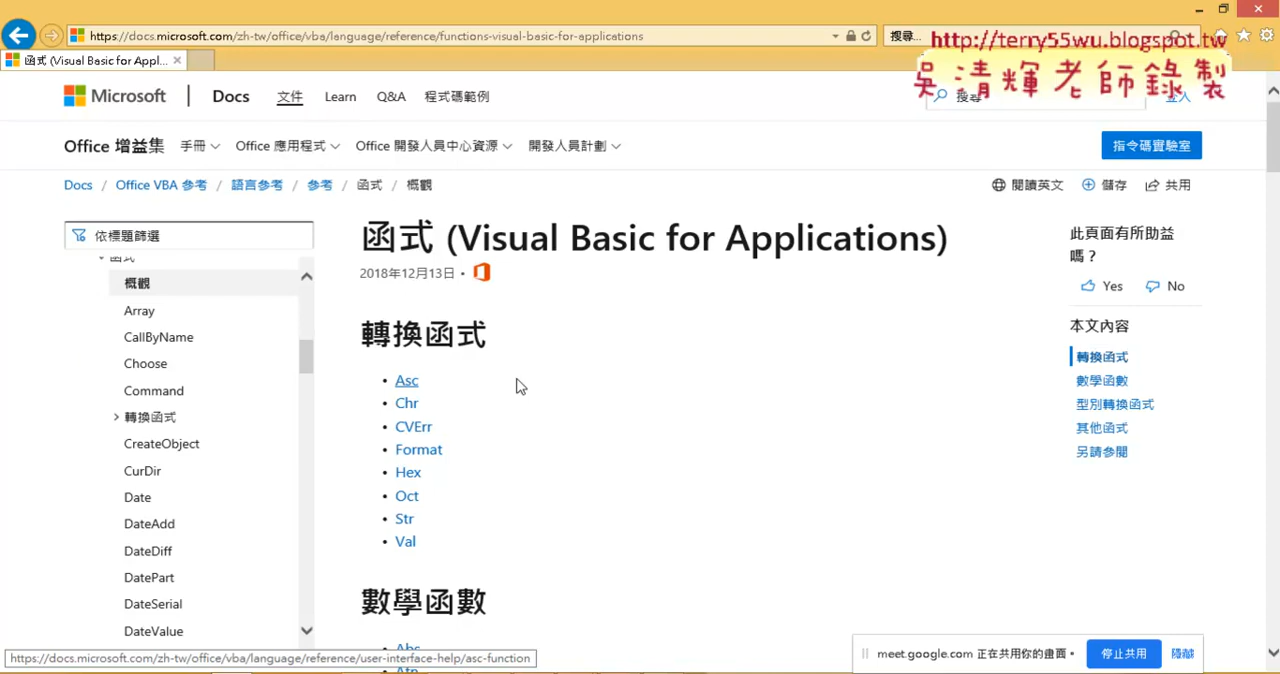 https://docs.microsoft.com/zh-tw/office/vba/language/reference/functions-visual-basic-for-applications
搜尋...
http://terry55wu.blogspot.tw
函式 (Visual Basic for Appl...
吳清輝老師錄製
Microsoft
Docs
文件
Learn
Q&A
程式碼範例
搜尋
登入
Office 增益集
手冊
Office 應用程式
Office 開發人員中心資源
開發人員計劃
指令碼實驗室
Docs / Office VBA 參考 / 語言參考 / 參考 / 函式 / 概觀
閱讀英文
儲存
共用
依標題篩選
函式
概觀
Array
CallByName
Choose
Command
轉換函式
CreateObject
CurDir
Date
DateAdd
DateDiff
DatePart
DateSerial
DateValue
函式 (Visual Basic for Applications)
2018年12月13日 •
轉換函式
• Asc
• Chr
• CVErr
• Format
• Hex
• Oct
• Str
• Val
數學函數
• Abs
Atn
此頁面有所助益
嗎？
Yes
No
本文內容
轉換函式
數學函數
型別轉換函式
其他函式
另請參閱
https://docs.microsoft.com/zh-tw/office/vba/language/reference/user-interface-help/asc-function
meet.google.com 正在共用你的畫面。
停止共用
隱藏